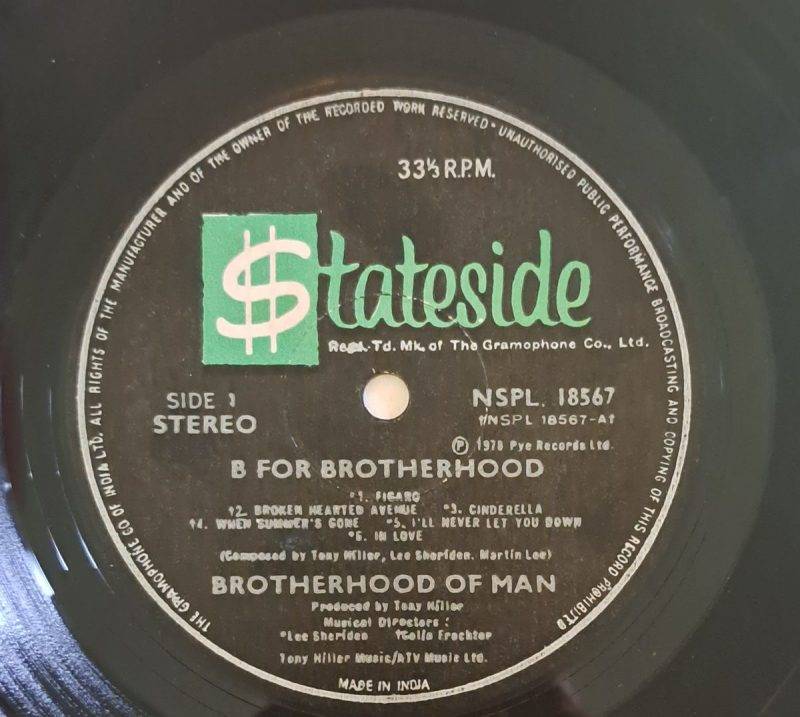 THE GRAMOPHONE CO OF INDIA LTD. ALL RIGHTS OF THE MANUFACTURER AND OF THE OWNER OF THE RECORDED WORK RESERVED • UNAUTHORISED PUBLIC PERFORMANCE BROADCASTING AND COPYING OF THIS RECORD PROHIBITED
33⅓ R.P.M.
$tateside
Regd. Td. Mk. of The Gramophone Co., Ltd.
SIDE 1
STEREO
NSPL. 18567
†NSPL 18567-A†
Ⓟ 1978 Pye Records Ltd.
B FOR BROTHERHOOD
*1. FIGARO
†2. BROKEN HEARTED AVENUE *3. CINDERELLA
†4. WHEN SUMMER'S GONE *5. I'LL NEVER LET YOU DOWN
*6. IN LOVE
(Composed by Tony Hiller, Lee Sheriden, Martin Lee)
BROTHERHOOD OF MAN
Produced by Tony Hiller
Musical Directors :
*Lee Sheriden †Colin Frechter
Tony Hiller Music/ATV Music Ltd.
MADE IN INDIA